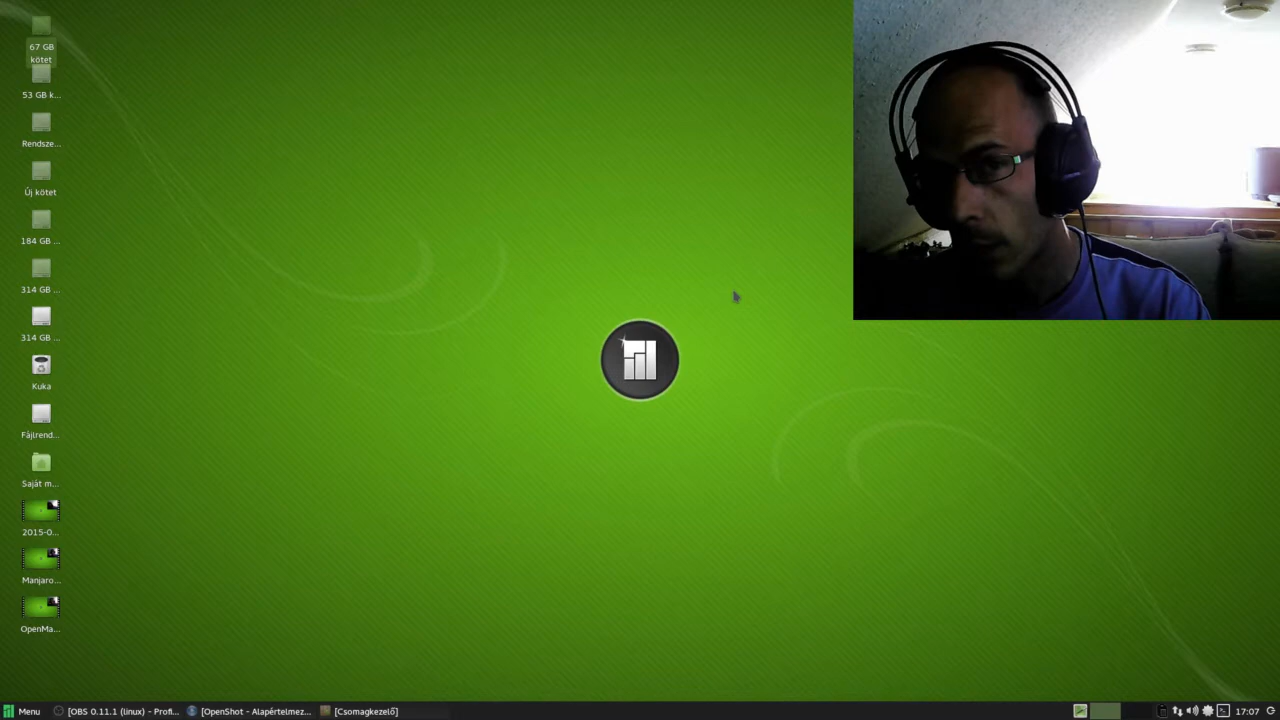 67 GB
kötet
53 GB k...
Rendsze...
Új kötet
184 GB ...
314 GB ...
314 GB ...
Kuka
Fájlrend...
Saját m...
2015-0...
Manjaro...
OpenMa...
Menu
[OBS 0.11.1 (linux) - Profi...
[OpenShot - Alapértelmez...
[Csomagkezelő]
17:07